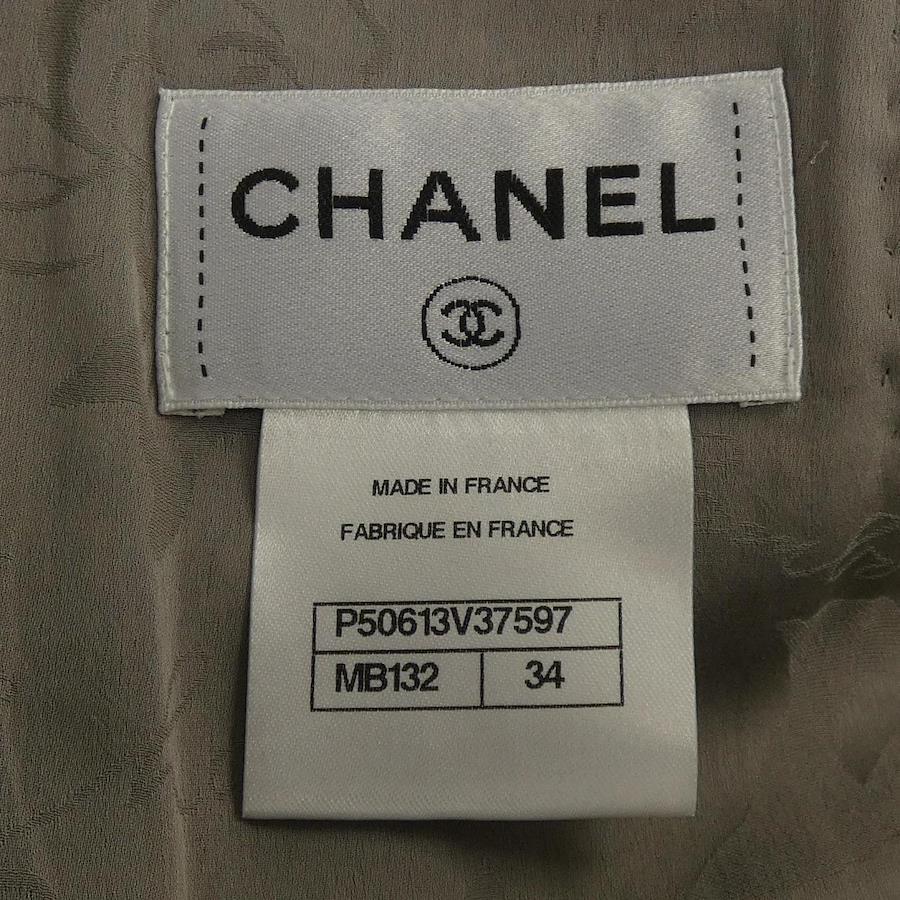 CHANEL
MADE IN FRANCE
FABRIQUE EN FRANCE
P50613V37597
MB132 34